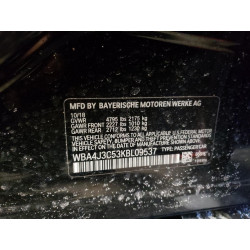 MFD. BY BAYERISCHE MOTOREN WERKE AG
10/18
GVWR 4795 lbs 2175 kg
GAWR FRONT 2227 lbs 1010 kg
GAWR REAR 2712 lbs 1230 kg
THIS VEHICLE CONFORMS TO ALL APPLICABLE U.S. FEDERAL MOTOR
VEHICLE SAFETY, BUMPER, AND THEFT PREVENTION STANDARDS IN
EFFECT ON THE DATE OF MANUFACTURE SHOWN ABOVE.
WBA4J3C53KBL09537 TYPE: PASSENGER CAR